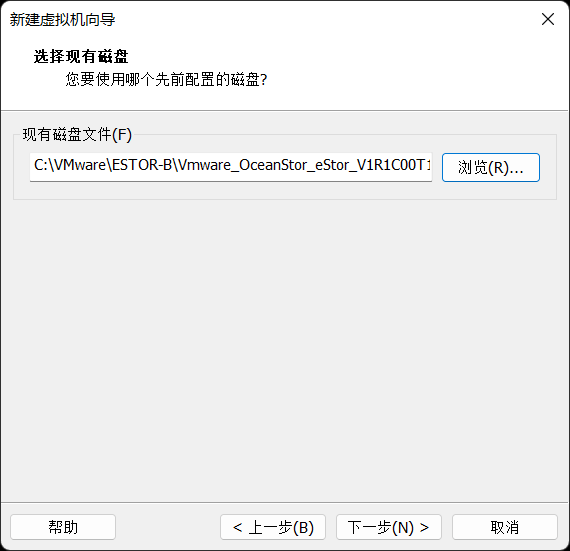 新建虚拟机向导
选择现有磁盘
您要使用哪个先前配置的磁盘?
现有磁盘文件(F)
C:\VMware\ESTOR-B\Vmware_OceanStor_eStor_V1R1C00T1
浏览(R)...
帮助
< 上一步(B)
下一步(N) >
取消